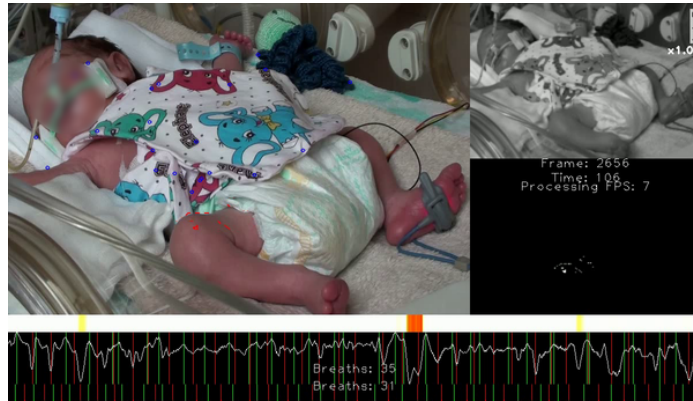 ×1.0
Frame: 2656
Time: 106
Processing FPS: 7
Breaths: 35
Breaths: 31